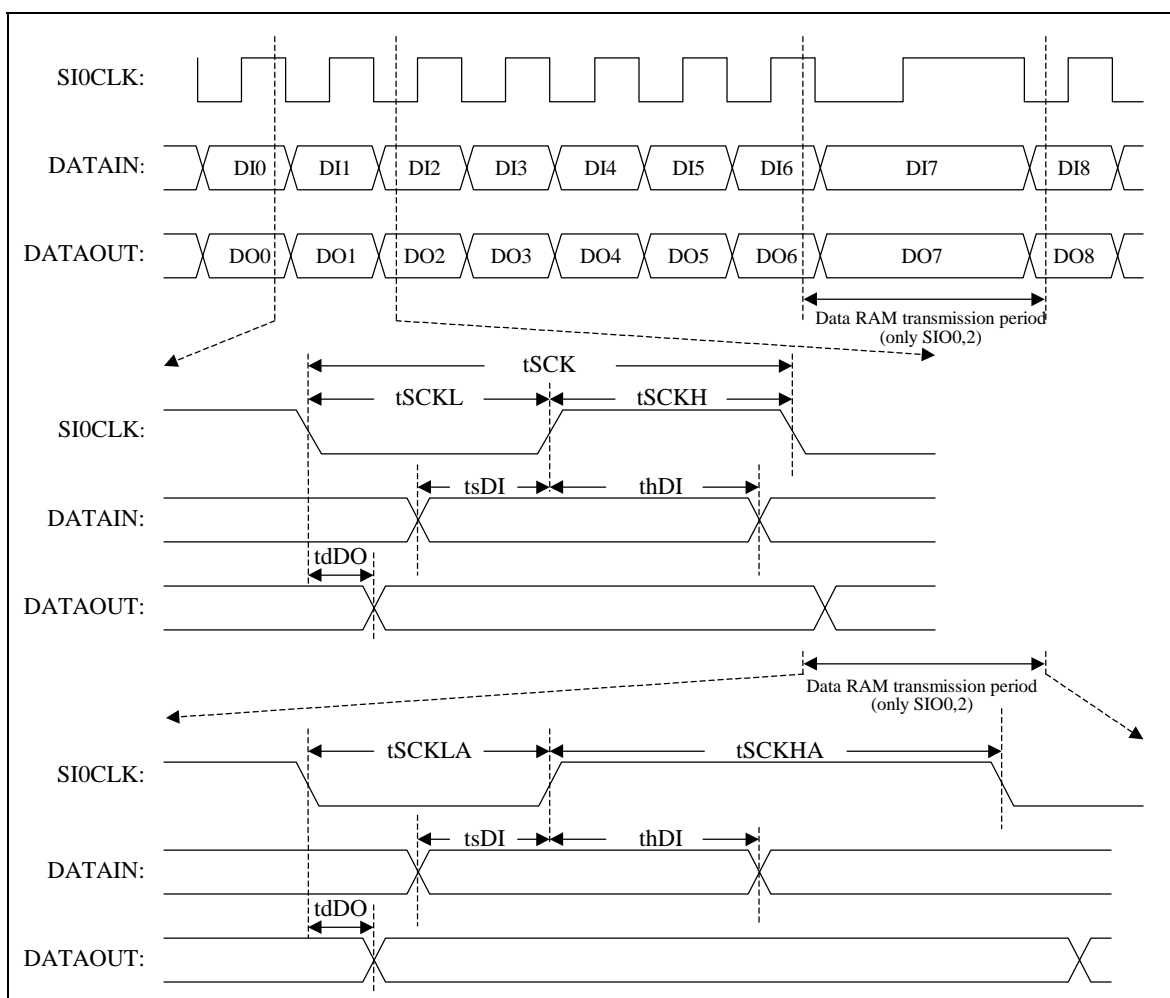 SI0CLK:
DATAIN: DI0 DI1 DI2 DI3 DI4 DI5 DI6 DI7 DI8
DATAOUT: DO0 DO1 DO2 DO3 DO4 DO5 DO6 DO7 DO8
Data RAM transmission period
(only SIO0,2)
tSCK
tSCKL tSCKH
SI0CLK:
tsDI thDI
DATAIN:
tdDO
DATAOUT:
Data RAM transmission period
(only SIO0,2)
tSCKLA tSCKHA
SI0CLK:
tsDI thDI
DATAIN:
tdDO
DATAOUT: